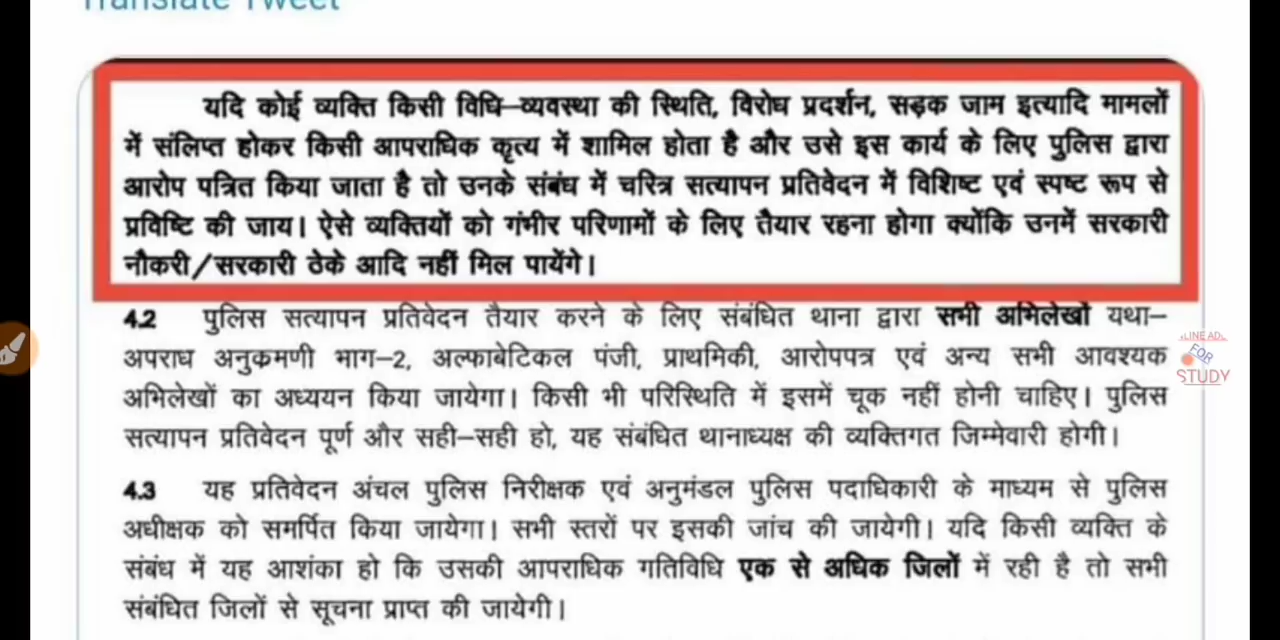 Translate Tweet
यदि कोई व्यक्ति किसी विधि–व्यवस्था की स्थिति, विरोध प्रदर्शन, सड़क जाम इत्यादि मामलों
में संलिप्त होकर किसी आपराधिक कृत्य में शामिल होता है और उसे इस कार्य के लिए पुलिस द्वारा
आरोप पत्रित किया जाता है तो उनके संबंध में चरित्र सत्यापन प्रतिवेदन में विशिष्ट एवं स्पष्ट रूप से
प्रविष्टि की जाय। ऐसे व्यक्तियों को गंभीर परिणामों के लिए तैयार रहना होगा क्योंकि उनमें सरकारी
नौकरी/सरकारी ठेके आदि नहीं मिल पायेंगे।
4.2 पुलिस सत्यापन प्रतिवेदन तैयार करने के लिए संबंधित थाना द्वारा सभी अभिलेखों यथा–
अपराध अनुक्रमणी भाग–2, अल्फाबेटिकल पंजी, प्राथमिकी, आरोपपत्र एवं अन्य सभी आवश्यक
अभिलेखों का अध्ययन किया जायेगा। किसी भी परिस्थिति में इसमें चूक नहीं होनी चाहिए। पुलिस
सत्यापन प्रतिवेदन पूर्ण और सही–सही हो, यह संबंधित थानाध्यक्ष की व्यक्तिगत जिम्मेवारी होगी।
4.3 यह प्रतिवेदन अंचल पुलिस निरीक्षक एवं अनुमंडल पुलिस पदाधिकारी के माध्यम से पुलिस
अधीक्षक को समर्पित किया जायेगा। सभी स्तरों पर इसकी जांच की जायेगी। यदि किसी व्यक्ति के
संबंध में यह आशंका हो कि उसकी आपराधिक गतिविधि एक से अधिक जिलों में रही है तो सभी
संबंधित जिलों से सूचना प्राप्त की जायेगी।
FOR
STUDY